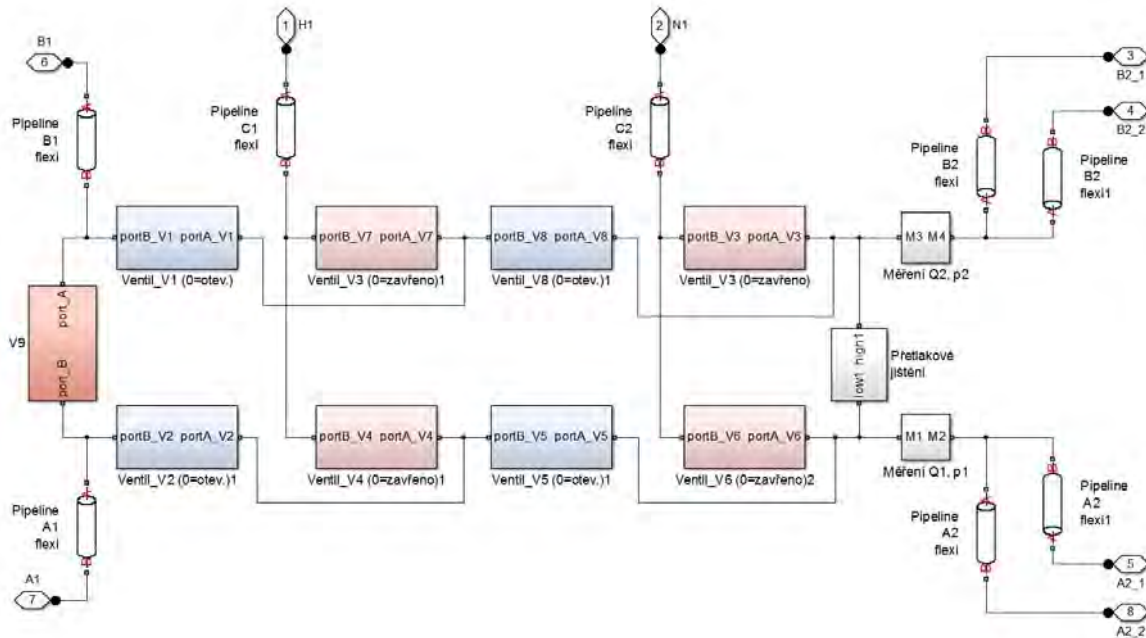 1
H1
2
N1
B1
6
3
B2_1
4
B2_2
Pipeline
B1
flexi
Pipeline
C1
flexi
Pipeline
C2
flexi
Pipeline
B2
flexi
Pipeline
B2
flexi1
portB_V1 portA_V1
Ventil_V1 (0=otev.)
portB_V7 portA_V7
Ventil_V3 (0=zavřeno)1
portB_V8 portA_V8
Ventil_V8 (0=otev.)1
portB_V3 portA_V3
Ventil_V3 (0=zavřeno)
M3 M4
Měření Q2, p2
V9
port_A
port_B
low1 high1
Přetlakové
jištění
portB_V2 portA_V2
Ventil_V2 (0=otev.)1
portB_V4 portA_V4
Ventil_V4 (0=zavřeno)1
portB_V5 portA_V5
Ventil_V5 (0=otev.)1
portB_V6 portA_V6
Ventil_V6 (0=zavřeno)2
M1 M2
Měření Q1, p1
Pipeline
A1
flexi
Pipeline
A2
flexi
Pipeline
A2
flexi1
A1
7
5
A2_1
8
A2_2